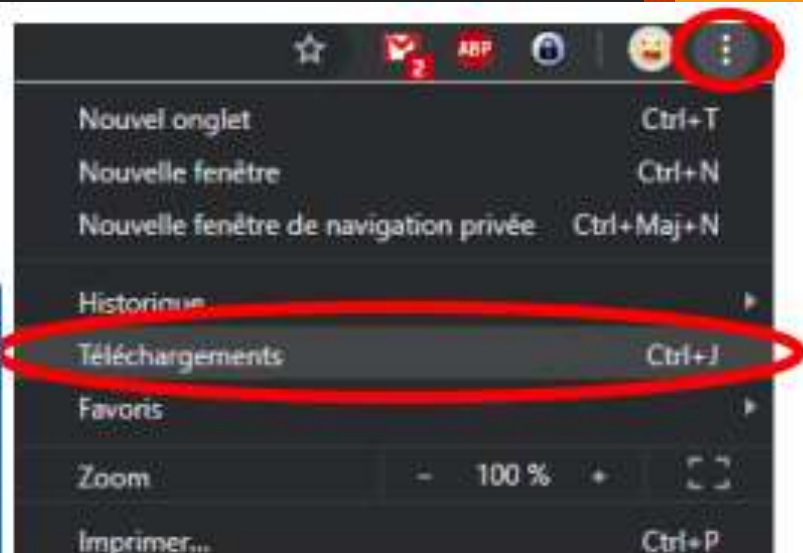 2 ABP
Nouvel onglet Ctrl+T
Nouvelle fenêtre Ctrl+N
Nouvelle fenêtre de navigation privée Ctrl+Maj+N
Historique
Téléchargements Ctrl+J
Favoris
Zoom - 100 % +
Imprimer... Ctrl+P